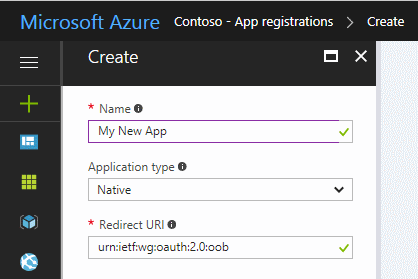 Microsoft Azure Contoso - App registrations > Create
Create
* Name
My New App
Application type
Native
* Redirect URI
urn:ietf:wg:oauth:2.0:oob